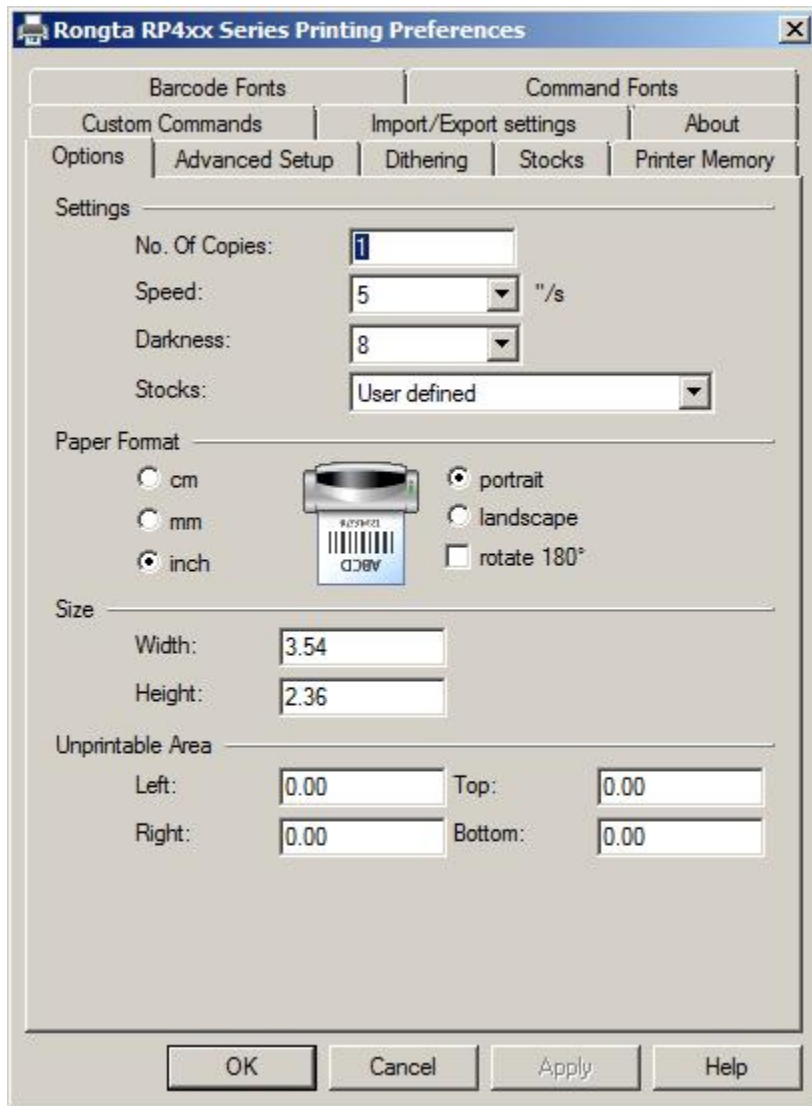 Rongta RP4xx Series Printing Preferences
Barcode Fonts Command Fonts
Custom Commands Import/Export settings About
Options Advanced Setup Dithering Stocks Printer Memory
Settings
No. Of Copies: 1
Speed: 5 "/s
Darkness: 8
Stocks: User defined
Paper Format
cm portrait
mm landscape
inch rotate 180°
12345678
ABCD
Size
Width: 3.54
Height: 2.36
Unprintable Area
Left: 0.00 Top: 0.00
Right: 0.00 Bottom: 0.00
OK Cancel Apply Help